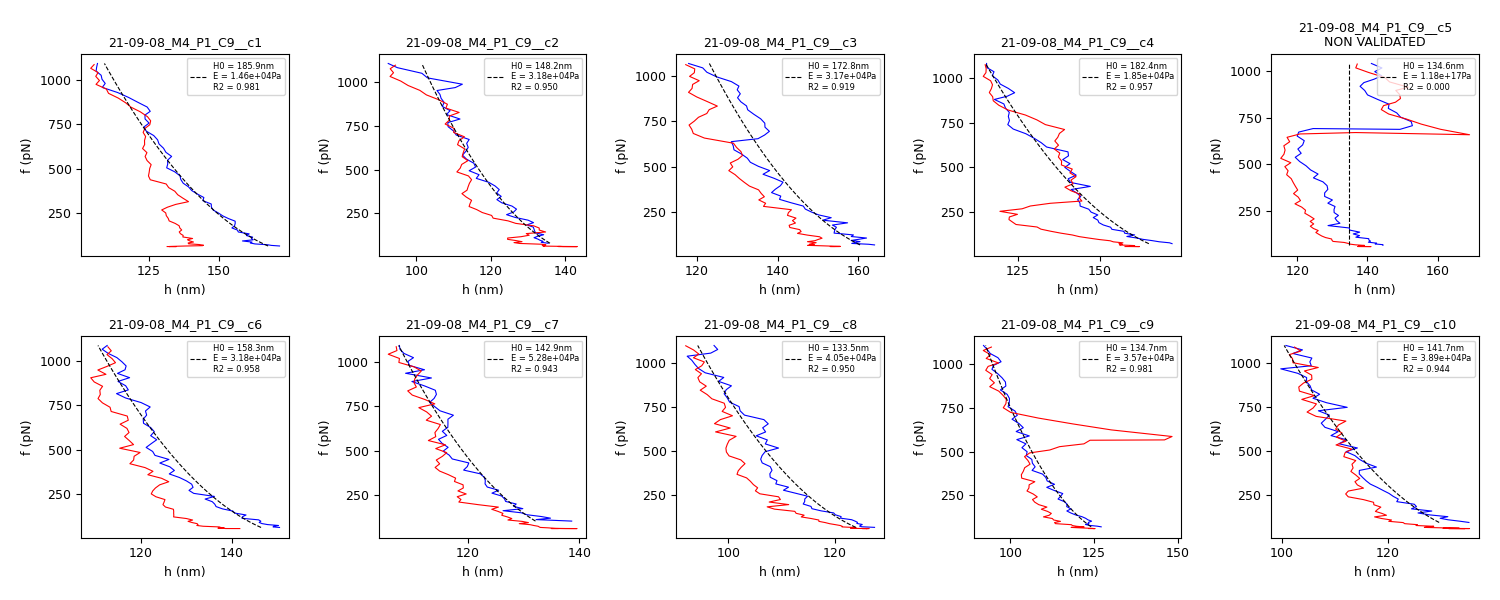 21-09-08_M4_P1_C9__c1
H0 = 185.9nm
E = 1.46e+04Pa
R2 = 0.981
f (pN)
1000
750
500
250
125
150
h (nm)
21-09-08_M4_P1_C9__c2
H0 = 148.2nm
E = 3.18e+04Pa
R2 = 0.950
f (pN)
1000
750
500
250
100
120
140
h (nm)
21-09-08_M4_P1_C9__c3
H0 = 172.8nm
E = 3.17e+04Pa
R2 = 0.919
f (pN)
1000
750
500
250
120
140
160
h (nm)
21-09-08_M4_P1_C9__c4
H0 = 182.4nm
E = 1.85e+04Pa
R2 = 0.957
f (pN)
1000
750
500
250
125
150
h (nm)
21-09-08_M4_P1_C9__c5
NON VALIDATED
H0 = 134.6nm
E = 1.18e+17Pa
R2 = 0.000
f (pN)
1000
750
500
250
120
140
160
h (nm)
21-09-08_M4_P1_C9__c6
H0 = 158.3nm
E = 3.18e+04Pa
R2 = 0.958
f (pN)
1000
750
500
250
120
140
h (nm)
21-09-08_M4_P1_C9__c7
H0 = 142.9nm
E = 5.28e+04Pa
R2 = 0.943
f (pN)
1000
750
500
250
120
140
h (nm)
21-09-08_M4_P1_C9__c8
H0 = 133.5nm
E = 4.05e+04Pa
R2 = 0.950
f (pN)
1000
750
500
250
100
120
h (nm)
21-09-08_M4_P1_C9__c9
H0 = 134.7nm
E = 3.57e+04Pa
R2 = 0.981
f (pN)
1000
750
500
250
100
125
150
h (nm)
21-09-08_M4_P1_C9__c10
H0 = 141.7nm
E = 3.89e+04Pa
R2 = 0.944
f (pN)
1000
750
500
250
100
120
h (nm)